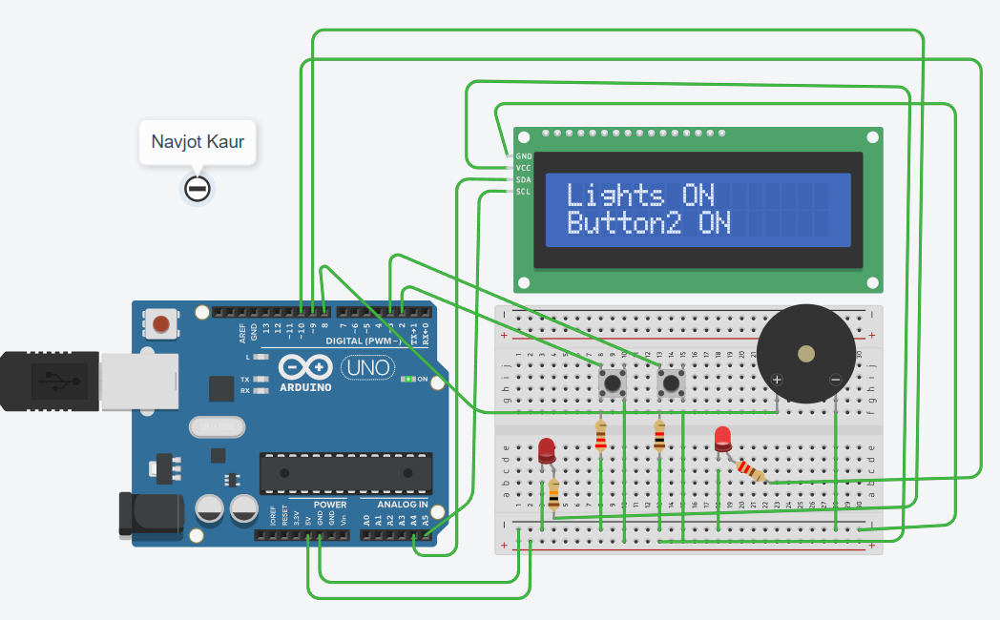 Navjot Kaur
GND
VCC
SDA
SCL
Lights ON
Button2 ON
AREF
GND
13
12
~11
~10
~9
8
7
~6
~5
4
~3
2
TX→1
RX←0
DIGITAL (PWM~)
L
TX
RX
ARDUINO
UNO
ON
POWER
ANALOG IN
IOREF
RESET
3.3V
5V
GND
GND
Vin
A0
A1
A2
A3
A4
A5